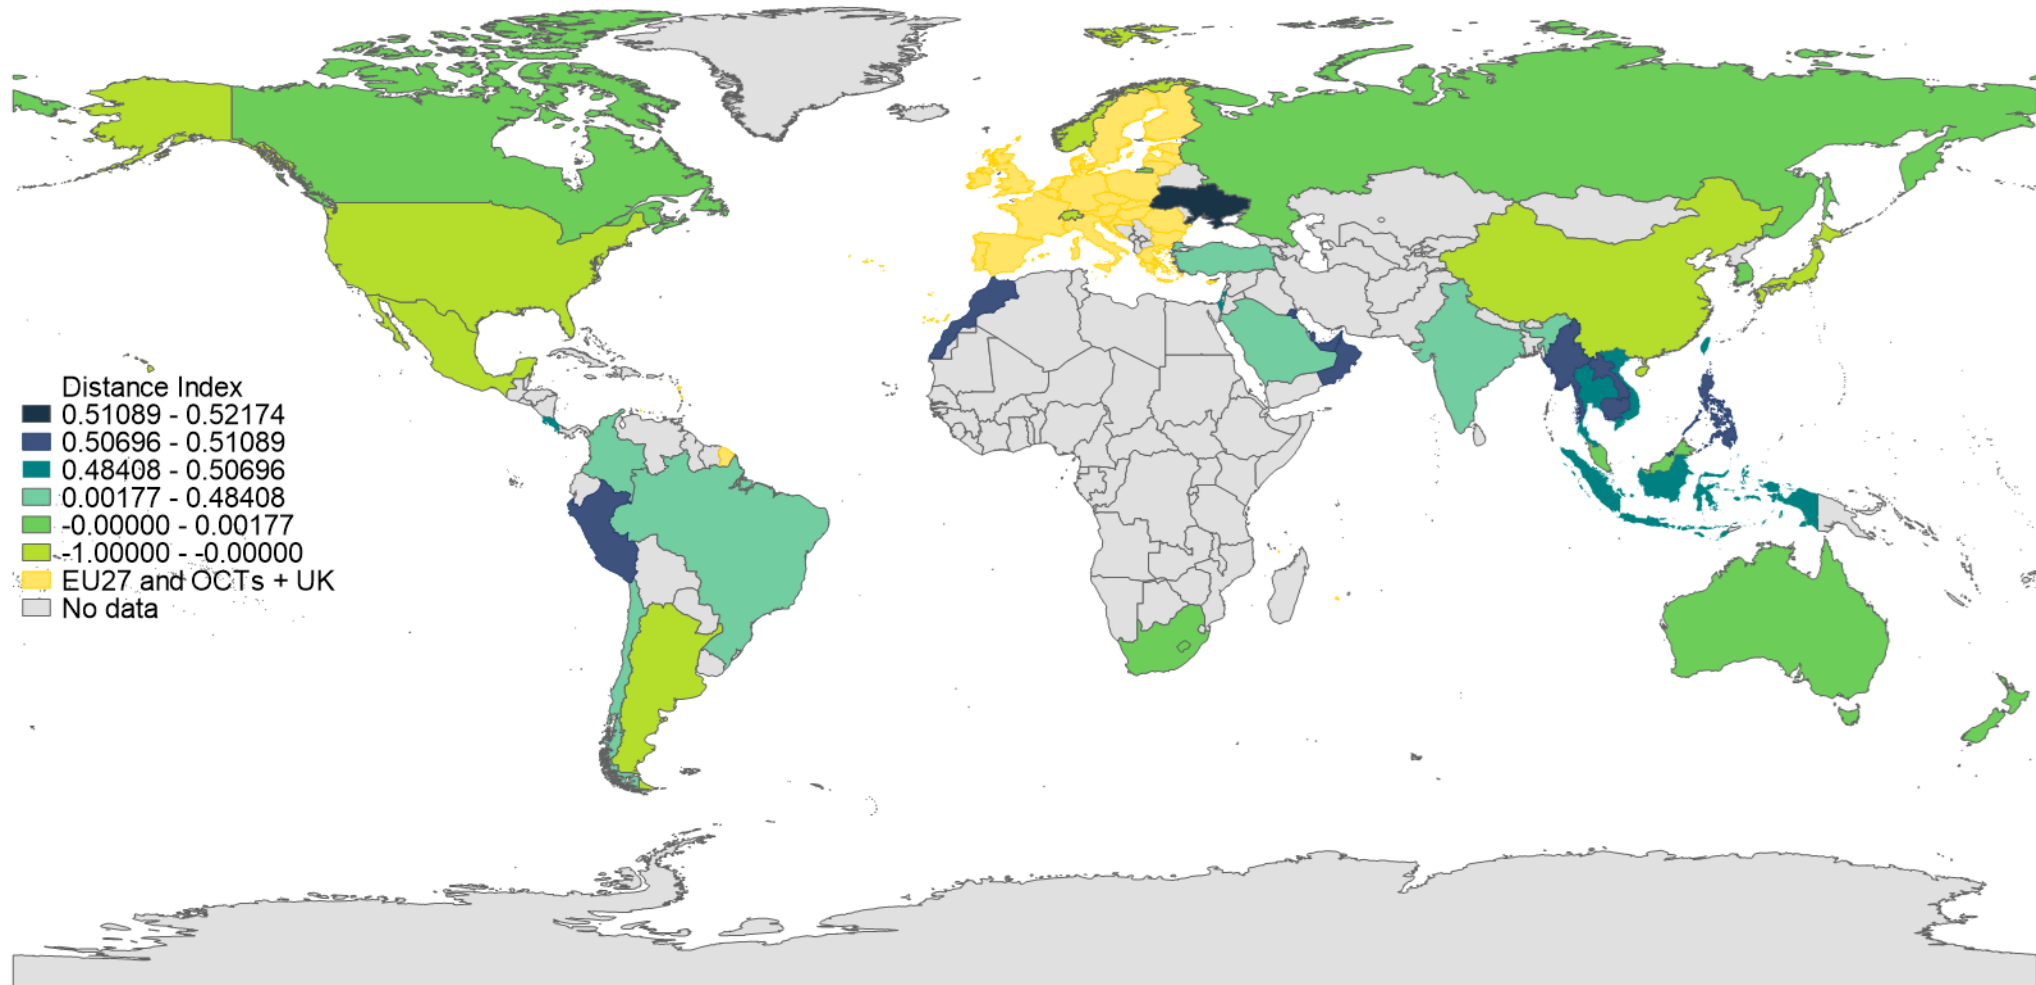 Distance Index
0.51089 - 0.52174
0.50696 - 0.51089
0.48408 - 0.50696
0.00177 - 0.48408
-0.00000 - 0.00177
-1.00000 - -0.00000
EU27 and OCTs + UK
No data